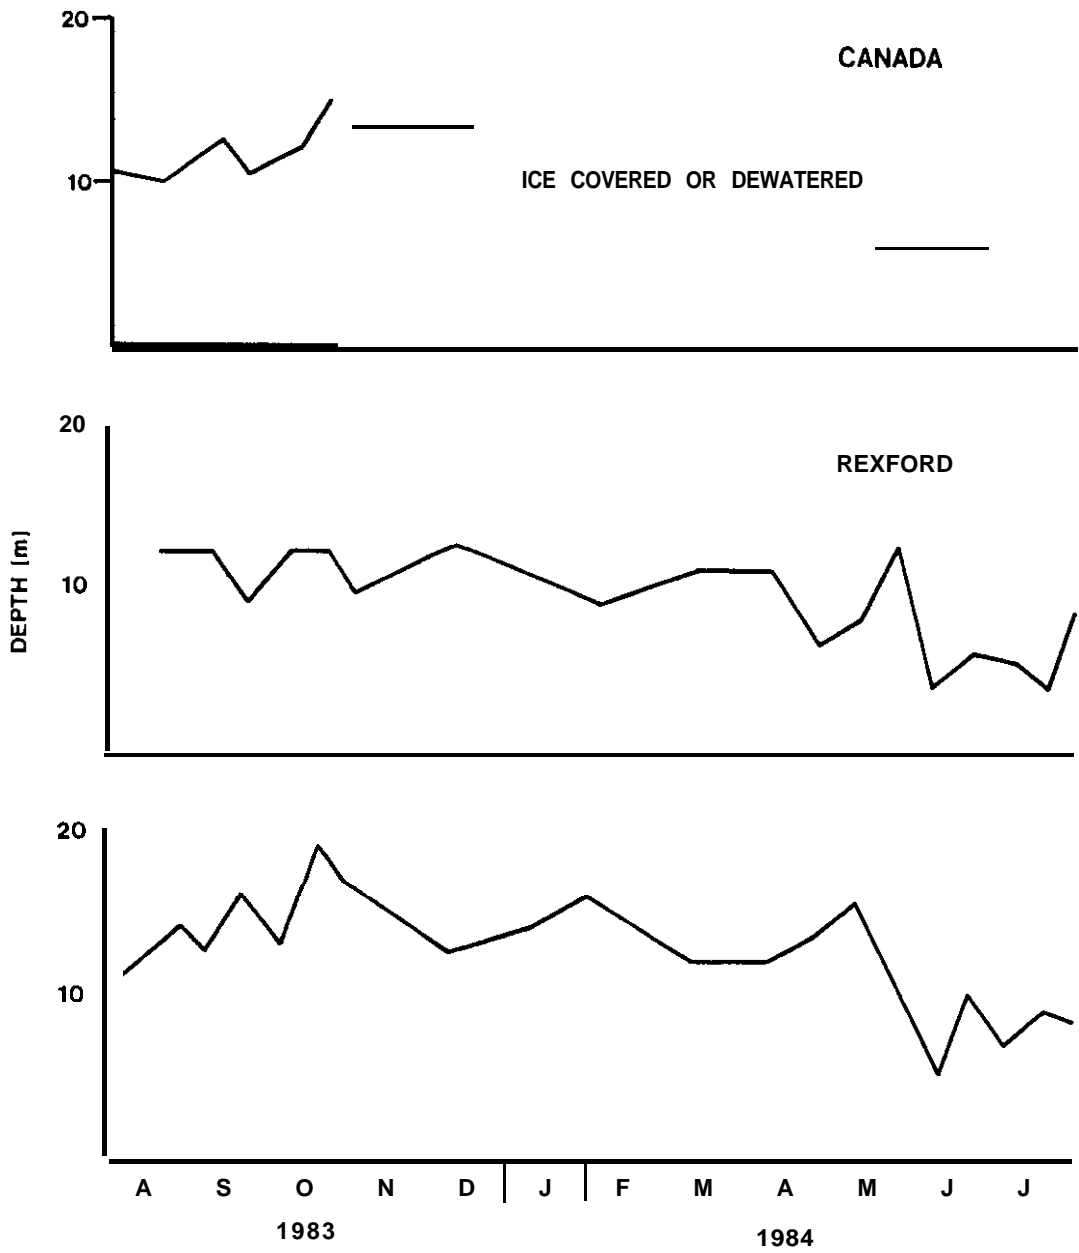 20
CANADA
10
ICE COVERED OR DEWATERED
20
REXFORD
DEPTH [m]
10
20
10
A S O N D J F M A M J J
1983
1984